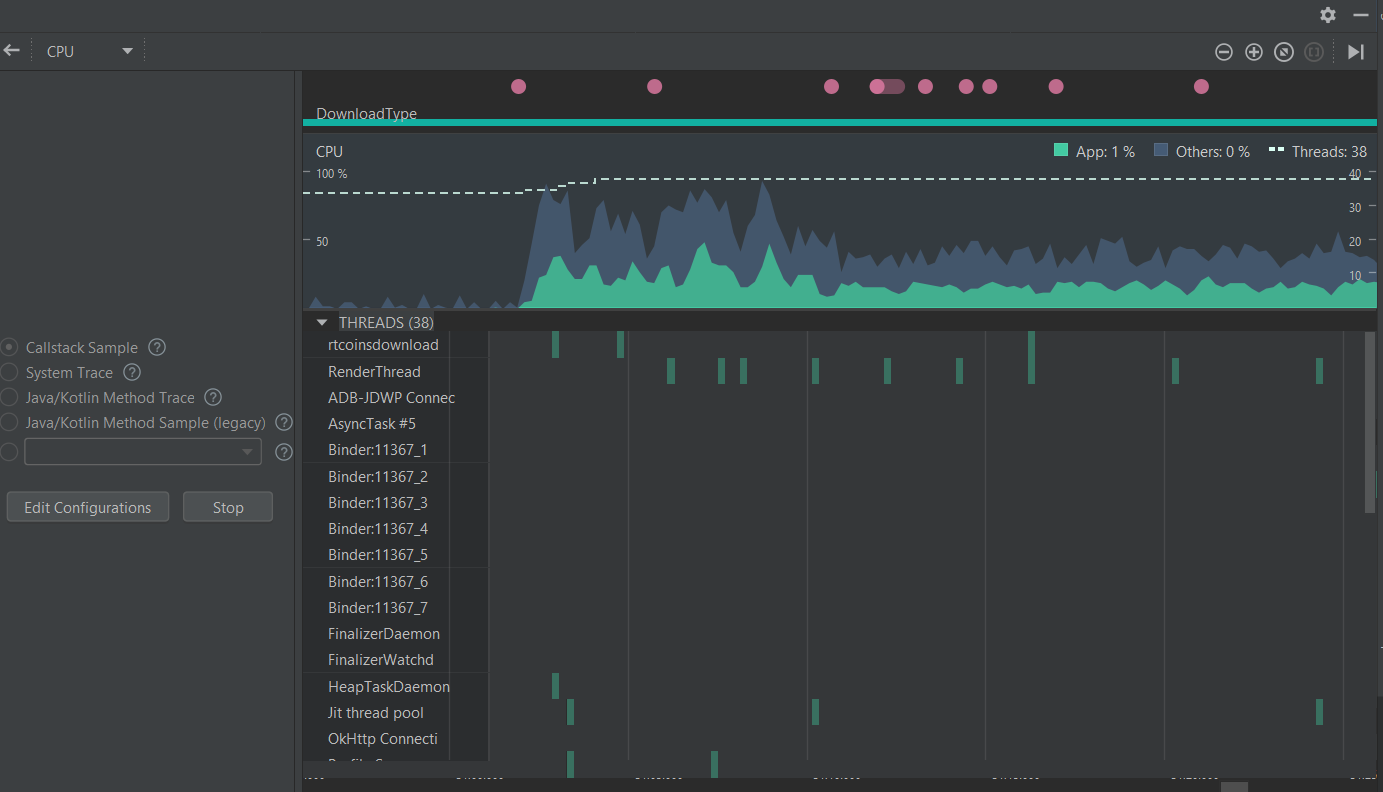 CPU
DownloadType
CPU
App: 1 %
Others: 0 %
Threads: 38
100 %
50
40
30
20
10
THREADS (38)
rtcoinsdownload
RenderThread
ADB-JDWP Connec
AsyncTask #5
Binder:11367_1
Binder:11367_2
Binder:11367_3
Binder:11367_4
Binder:11367_5
Binder:11367_6
Binder:11367_7
FinalizerDaemon
FinalizerWatchd
HeapTaskDaemon
Jit thread pool
OkHttp Connecti
Callstack Sample
System Trace
Java/Kotlin Method Trace
Java/Kotlin Method Sample (legacy)
Edit Configurations
Stop